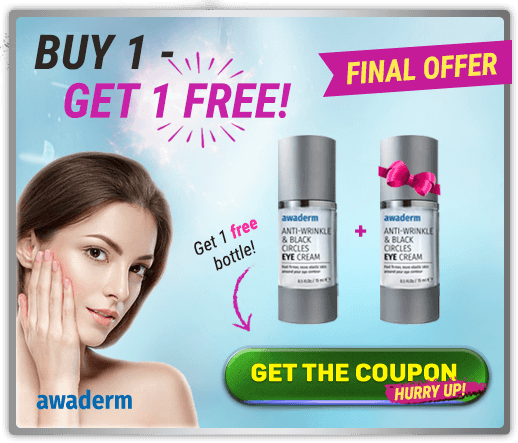 BUY 1 -
GET 1 FREE!
FINAL OFFER
Get 1 free
bottle!
awaderm
ANTI-WRINKLE
& BLACK
CIRCLES
EYE CREAM
+
awaderm
ANTI-WRINKLE
& BLACK
CIRCLES
EYE CREAM
GET THE COUPON
HURRY UP!
awaderm